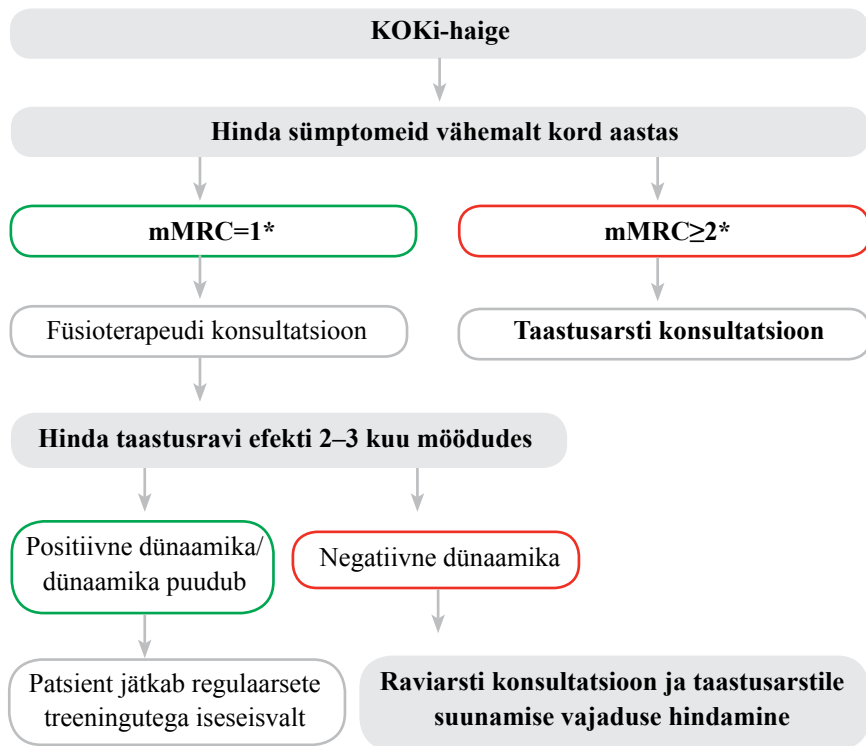 KOKi-haige
Hinda sümptomeid vähemalt kord aastas
mMRC=1*
mMRC≥2*
Füsioterapeudi konsultatsioon
Taastusarsti konsultatsioon
Hinda taastusravi efekti 2–3 kuu möödudes
Positiivne dünaamika/
dünaamika puudub
Negatiivne dünaamika
Patsient jätkab regulaarsete
treeningutega iseseisvalt
Raviarsti konsultatsioon ja taastusarstile
suunamise vajaduse hindamine